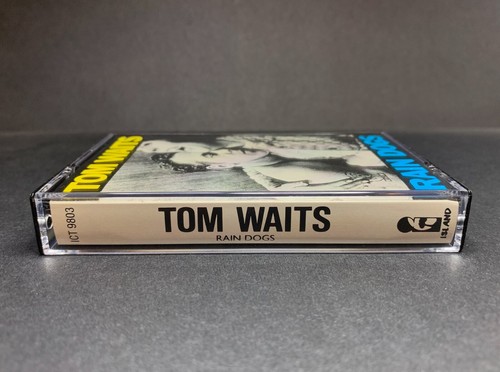 TOM WAITS
RAIN DOGS
ICT 9803
TOM WAITS
RAIN DOGS
ISLAND